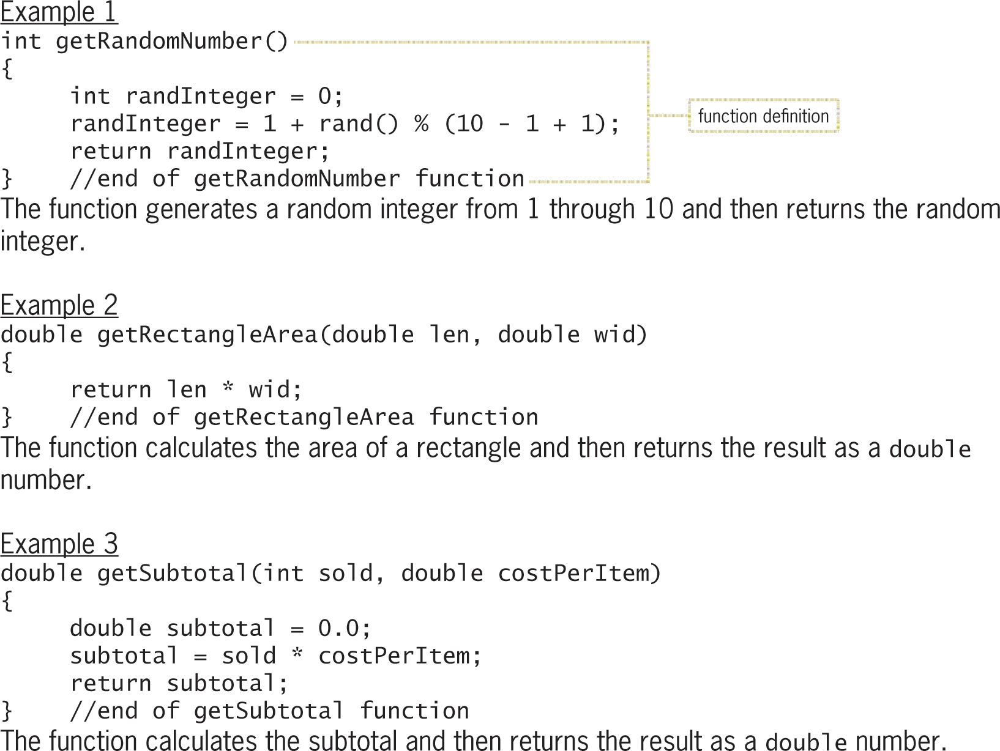 Example 1
int getRandomNumber()
{
     int randInteger = 0;
     randInteger = 1 + rand() % (10 - 1 + 1);
     return randInteger;
}    //end of getRandomNumber function
function definition
The function generates a random integer from 1 through 10 and then returns the random
integer.
Example 2
double getRectangleArea(double len, double wid)
{
     return len * wid;
}    //end of getRectangleArea function
The function calculates the area of a rectangle and then returns the result as a double
number.
Example 3
double getSubtotal(int sold, double costPerItem)
{
     double subtotal = 0.0;
     subtotal = sold * costPerItem;
     return subtotal;
}    //end of getSubtotal function
The function calculates the subtotal and then returns the result as a double number.